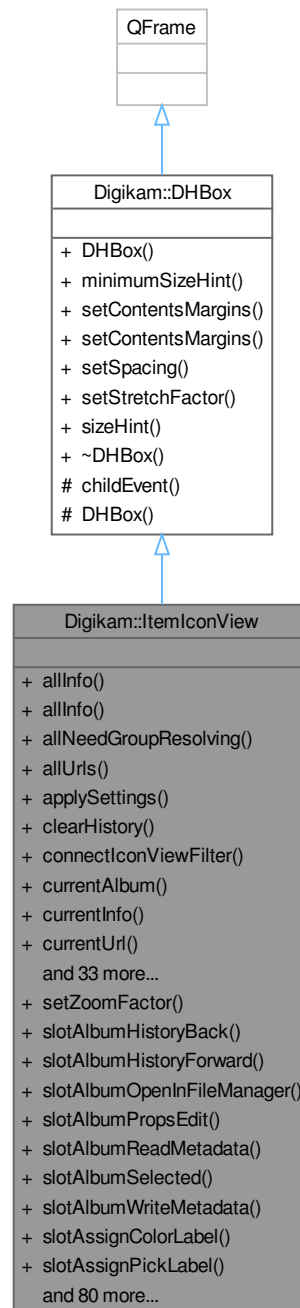 QFrame
Digikam::DHBox
+ DHBox()
+ minimumSizeHint()
+ setContentsMargins()
+ setContentsMargins()
+ setSpacing()
+ setStretchFactor()
+ sizeHint()
+ ~DHBox()
# childEvent()
# DHBox()
Digikam::ItemIconView
+ allInfo()
+ allInfo()
+ allNeedGroupResolving()
+ allUrls()
+ applySettings()
+ clearHistory()
+ connectIconViewFilter()
+ currentAlbum()
+ currentInfo()
+ currentUrl()
and 33 more...
+ setZoomFactor()
+ slotAlbumHistoryBack()
+ slotAlbumHistoryForward()
+ slotAlbumOpenInFileManager()
+ slotAlbumPropsEdit()
+ slotAlbumReadMetadata()
+ slotAlbumSelected()
+ slotAlbumWriteMetadata()
+ slotAssignColorLabel()
+ slotAssignPickLabel()
and 80 more...